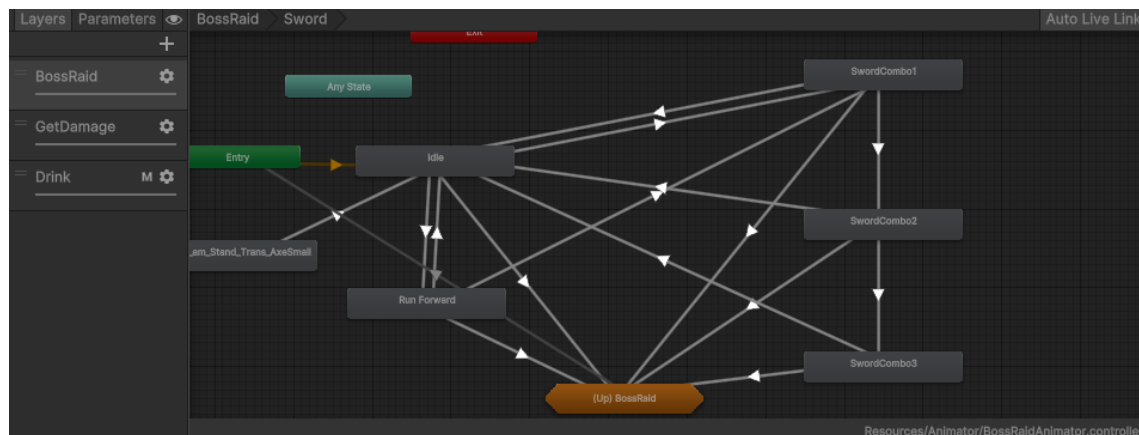 Layers Parameters BossRaid Sword Auto Live Link
BossRaid
GetDamage
Drink M
Exit
Any State
Entry
Idle
_am_Stand_Trans_AxeSmall
Run Forward
SwordCombo1
SwordCombo2
SwordCombo3
(Up) BossRaid
Resources/Animator/BossRaidAnimator.controlle